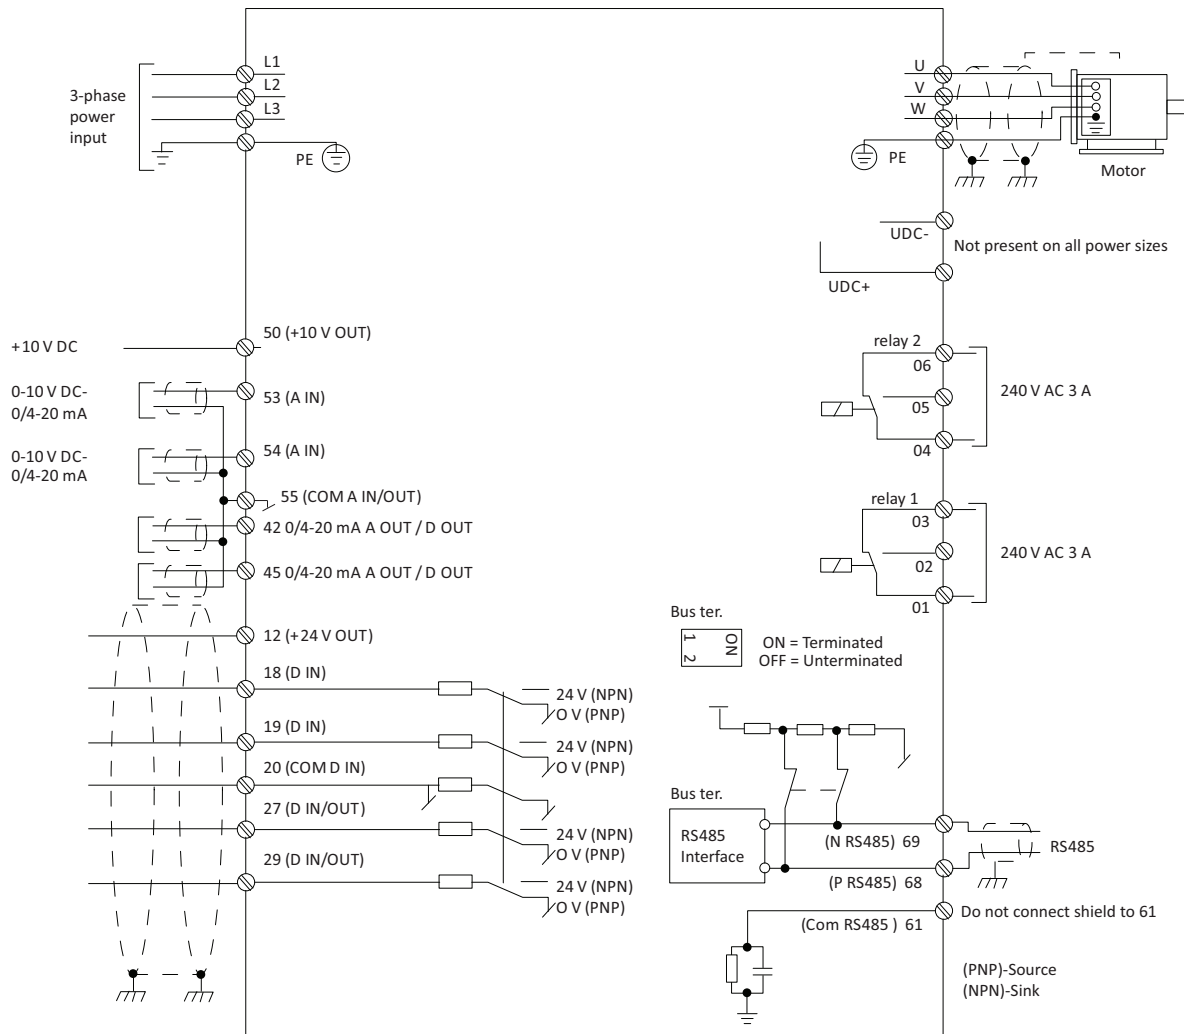 3-phase
power
input
L1
L2
L3
PE
U
V
W
PE
Motor
UDC-
Not present on all power sizes
UDC+
+10 V DC
50 (+10 V OUT)
0-10 V DC-
0/4-20 mA
53 (A IN)
0-10 V DC-
0/4-20 mA
54 (A IN)
55 (COM A IN/OUT)
42 0/4-20 mA A OUT / D OUT
45 0/4-20 mA A OUT / D OUT
12 (+24 V OUT)
18 (D IN)
24 V (NPN)
O V (PNP)
19 (D IN)
24 V (NPN)
O V (PNP)
20 (COM D IN)
27 (D IN/OUT)
24 V (NPN)
O V (PNP)
29 (D IN/OUT)
24 V (NPN)
O V (PNP)
relay 2
06
05
04
240 V AC 3 A
relay 1
03
02
01
240 V AC 3 A
Bus ter.
1
2
ON
ON = Terminated
OFF = Unterminated
Bus ter.
RS485
Interface
(N RS485) 69
RS485
(P RS485) 68
(Com RS485 ) 61
Do not connect shield to 61
(PNP)-Source
(NPN)-Sink